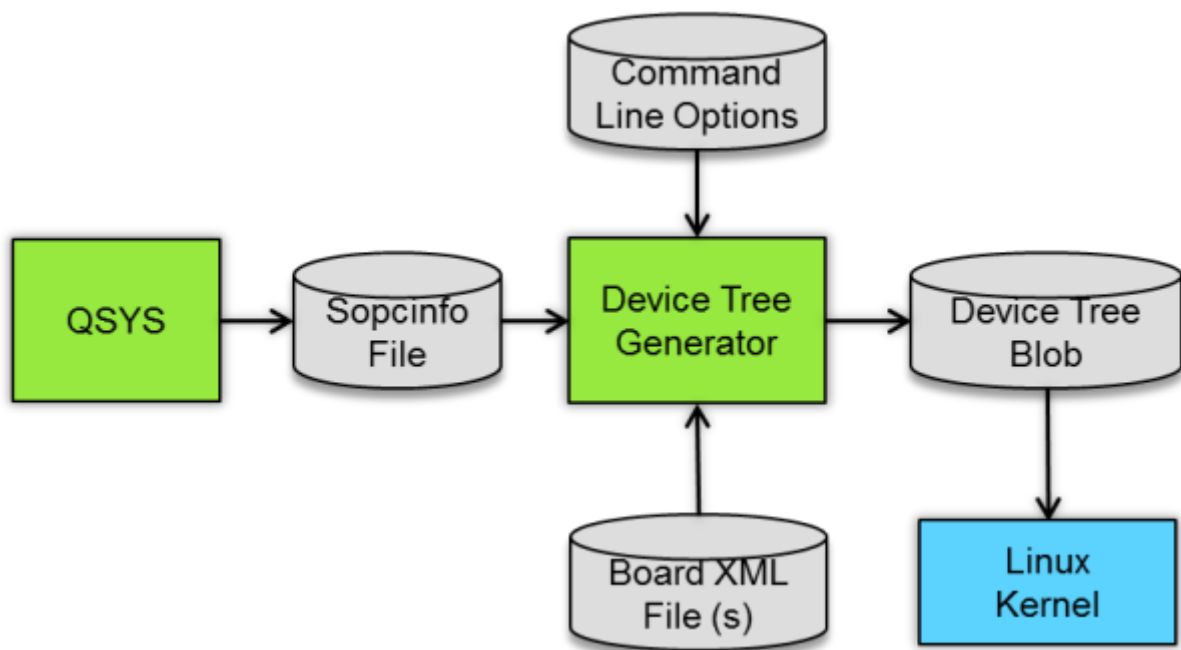 Command
Line Options
QSYS
Sopcinfo
File
Device Tree
Generator
Device Tree
Blob
Board XML
File (s)
Linux
Kernel